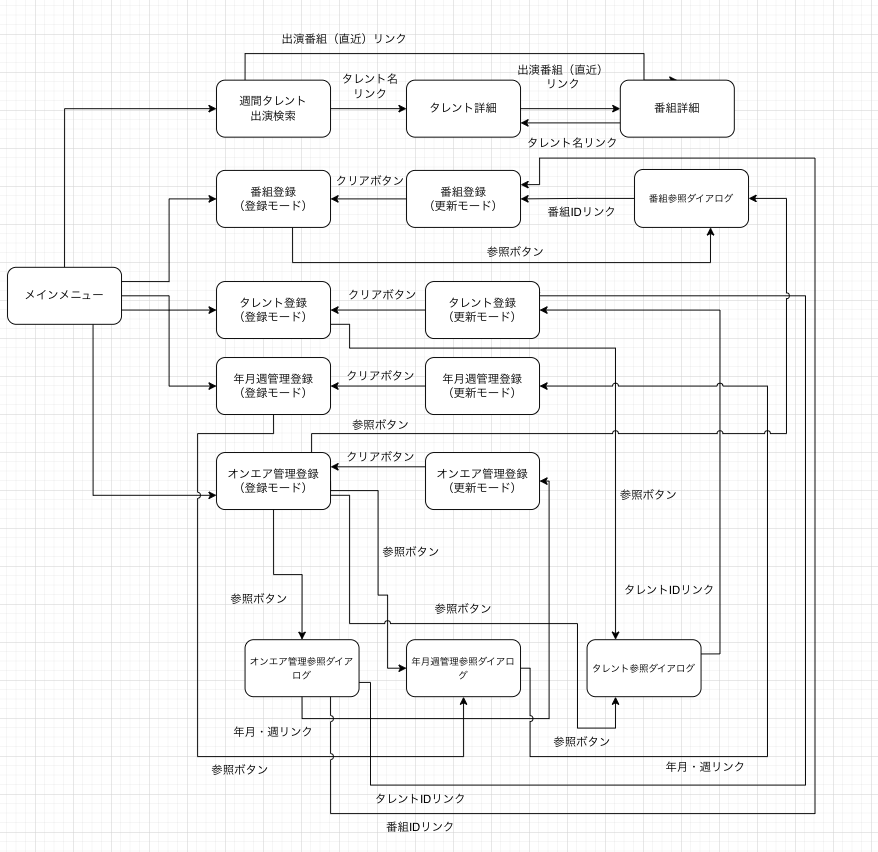 出演番組（直近）リンク
出演番組（直近）
リンク
タレント名
リンク
週間タレント
出演検索
タレント詳細
番組詳細
タレント名リンク
番組登録
（登録モード）
クリアボタン
番組登録
（更新モード）
番組IDリンク
番組参照ダイアログ
参照ボタン
メインメニュー
タレント登録
（登録モード）
クリアボタン
タレント登録
（更新モード）
年月週管理登録
（登録モード）
クリアボタン
年月週管理登録
（更新モード）
参照ボタン
オンエア管理登録
（登録モード）
クリアボタン
オンエア管理登録
（更新モード）
参照ボタン
参照ボタン
タレントIDリンク
参照ボタン
参照ボタン
オンエア管理参照ダイア
ログ
年月週管理参照ダイアロ
グ
タレント参照ダイアログ
年月・週リンク
参照ボタン
参照ボタン
年月・週リンク
タレントIDリンク
番組IDリンク